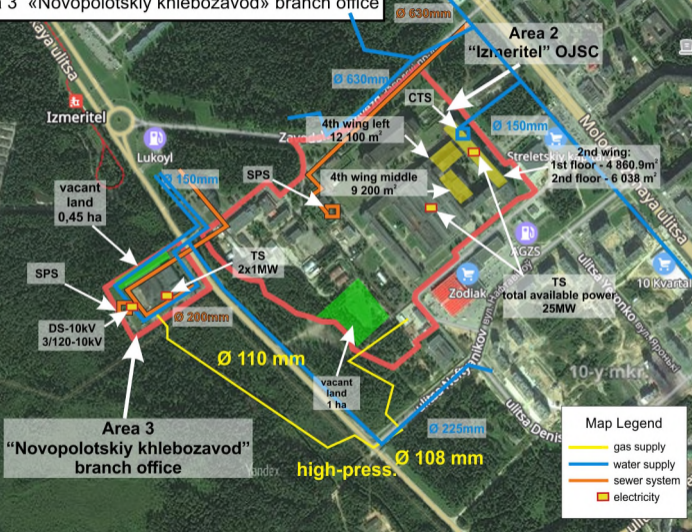 3 «Novopolotskiy khlebozavod» branch office
Ø 630mm
Area 2
“Izmeritel” OJSC
Ø 630mm
CTS
Izmeritel
4th wing left
12 100 m²
Ø 150mm
Lukoyl
2nd wing:
1st floor - 4 860.9m²
2nd floor - 6 038 m²
SPS
4th wing middle
9 200 m²
Ø 150mm
vacant
land
0,45 ha
AGZS
TS
2x1MW
SPS
Zodiak
10 Kvartal
TS
total available power
25MW
Ø 200mm
DS-10kV
3/120-10kV
Ø 110 mm
10-y mkr.
vacant
land
1 ha
Area 3
“Novopolotskiy khlebozavod”
branch office
Ø 225mm
ulitsa Denis
Map Legend
gas supply
water supply
sewer system
electricity
Yandex
high-press.
Ø 108 mm